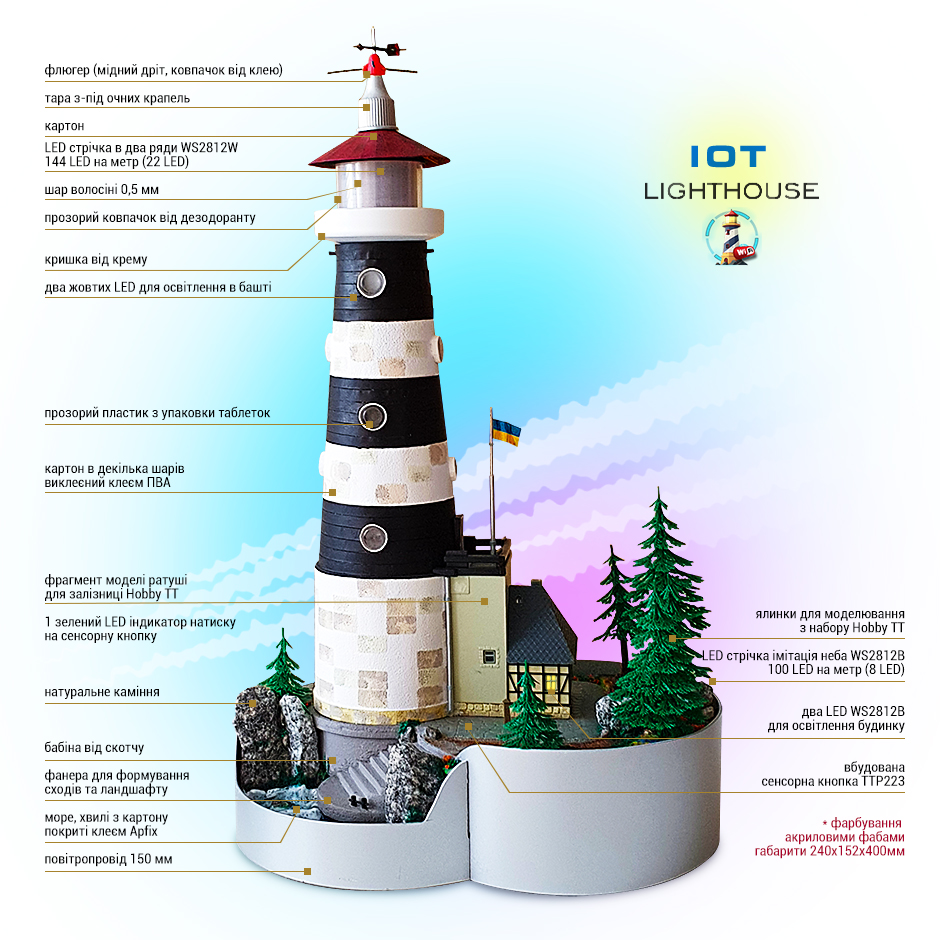 флюгер (мідний дріт, ковпачок від клею)
тара з-під очних крапель
картон
LED стрічка в два ряди WS2812W
144 LED на метр (22 LED)
шар волосіні 0,5 мм
прозорий ковпачок від дезодоранту
кришка від крему
два жовтих LED для освітлення в башті
прозорий пластик з упаковки таблеток
картон в декілька шарів
виклеєний клеєм ПВА
фрагмент моделі ратуші
для залізниці Hobby TT
1 зелений LED індикатор натиску
на сенсорну кнопку
натуральне каміння
бабіна від скотчу
фанера для формування
сходів та ландшафту
море, хвилі з картону
покриті клеєм Apfix
повітропровід 150 мм
IOT
LIGHTHOUSE
Wi
ялинки для моделювання
з набору Hobby TT
LED стрічка імітація неба WS2812B
100 LED на метр (8 LED)
два LED WS2812B
для освітлення будинку
вбудована
сенсорна кнопка TTP223
* фарбування
акриловими фабами
габарити 240х152х400мм